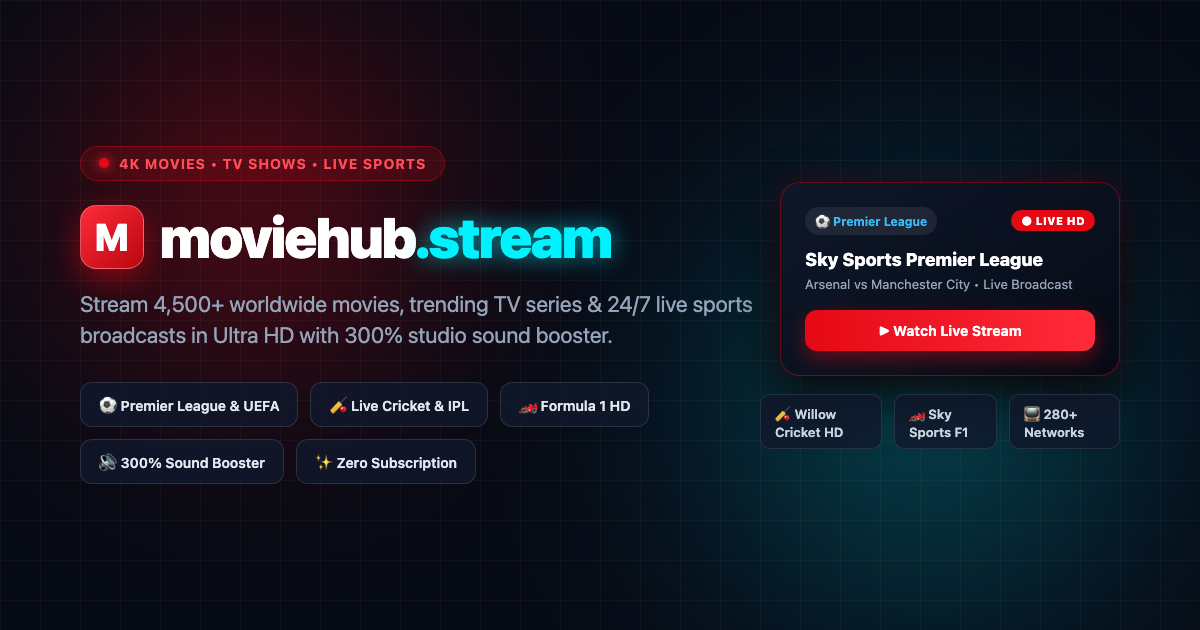 4K MOVIES • TV SHOWS • LIVE SPORTS
M moviehub.stream
Stream 4,500+ worldwide movies, trending TV series & 24/7 live sports
broadcasts in Ultra HD with 300% studio sound booster.
⚽ Premier League & UEFA
🏏 Live Cricket & IPL
🏎️ Formula 1 HD
🔊 300% Sound Booster
✨ Zero Subscription
⚽ Premier League
LIVE HD
Sky Sports Premier League
Arsenal vs Manchester City • Live Broadcast
▶ Watch Live Stream
🏏 Willow
Cricket HD
🏎️ Sky
Sports F1
📺 280+
Networks